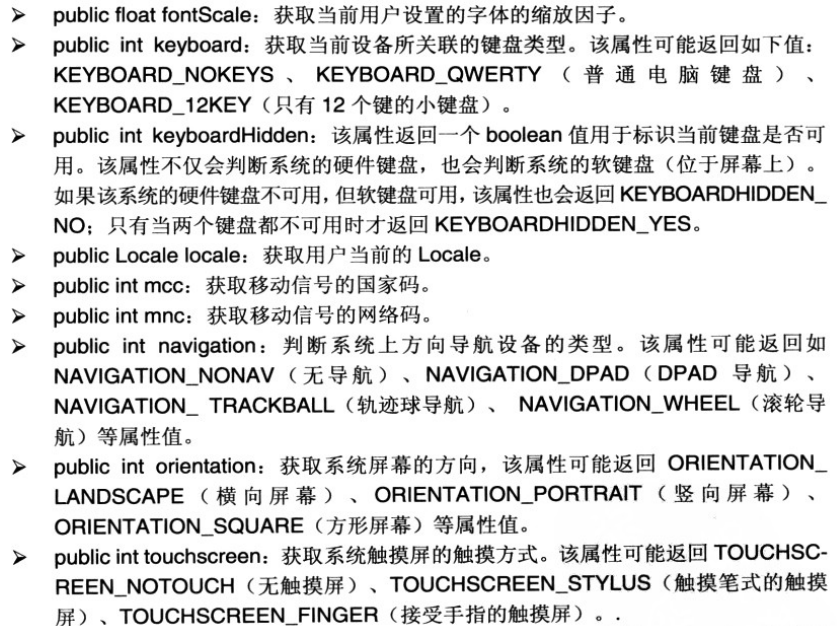 ➢ public float fontScale：获取当前用户设置的字体的缩放因子。
➢ public int keyboard：获取当前设备所关联的键盘类型。该属性可能返回如下值：
KEYBOARD_NOKEYS、KEYBOARD_QWERTY（普通电脑键盘）、
KEYBOARD_12KEY（只有 12 个键的小键盘）。
➢ public int keyboardHidden：该属性返回一个 boolean 值用于标识当前键盘是否可
用。该属性不仅会判断系统的硬件键盘，也会判断系统的软键盘（位于屏幕上）。
如果该系统的硬件键盘不可用，但软键盘可用，该属性也会返回 KEYBOARDHIDDEN_
NO；只有当两个键盘都不可用时才返回 KEYBOARDHIDDEN_YES。
➢ public Locale locale：获取用户当前的 Locale。
➢ public int mcc：获取移动信号的国家码。
➢ public int mnc：获取移动信号的网络码。
➢ public int navigation：判断系统上方向导航设备的类型。该属性可能返回如
NAVIGATION_NONAV（无导航）、NAVIGATION_DPAD（DPAD 导航）、
NAVIGATION_ TRACKBALL（轨迹球导航）、 NAVIGATION_WHEEL（滚轮导
航）等属性值。
➢ public int orientation：获取系统屏幕的方向，该属性可能返回 ORIENTATION_
LANDSCAPE（横向屏幕）、ORIENTATION_PORTRAIT（竖向屏幕）、
ORIENTATION_SQUARE（方形屏幕）等属性值。
➢ public int touchscreen：获取系统触摸屏的触摸方式。该属性可能返回 TOUCHSC-
REEN_NOTOUCH（无触摸屏）、TOUCHSCREEN_STYLUS（触摸笔式的触摸
屏）、TOUCHSCREEN_FINGER（接受手指的触摸屏）。.